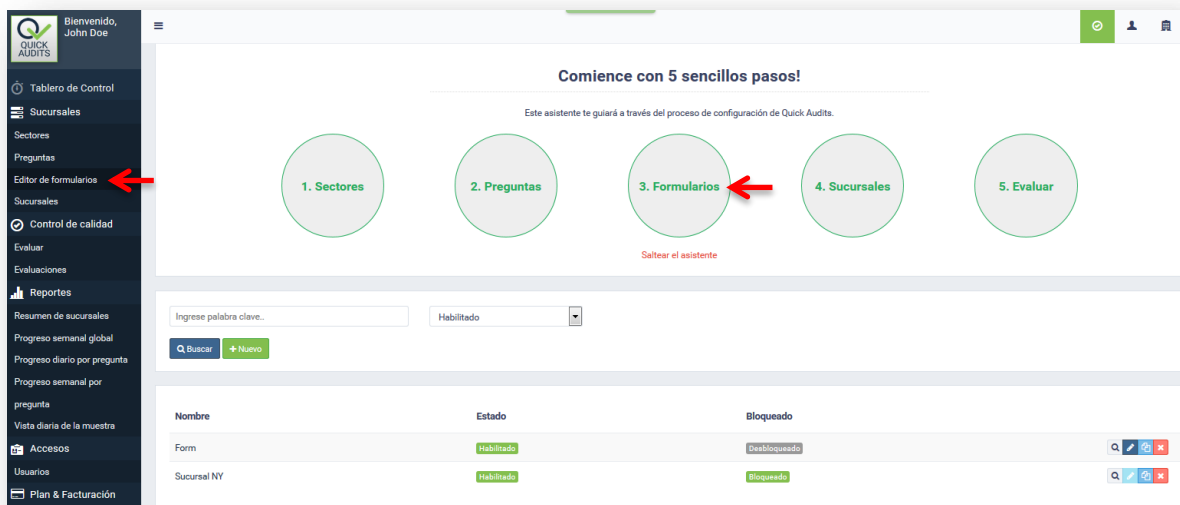 Bienvenido,
John Doe
QUICK
AUDITS
Tablero de Control
Sucursales
Sectores
Preguntas
Editor de formularios
Sucursales
Control de calidad
Evaluar
Evaluaciones
Reportes
Resumen de sucursales
Progreso semanal global
Progreso diario por pregunta
Progreso semanal por
pregunta
Vista diaria de la muestra
Accesos
Usuarios
Plan & Facturación
Comience con 5 sencillos pasos!
Este asistente te guiará a través del proceso de configuración de Quick Audits.
1. Sectores
2. Preguntas
3. Formularios
4. Sucursales
5. Evaluar
Saltear el asistente
Ingrese palabra clave..
Habilitado
Buscar
+ Nuevo
Nombre Estado Bloqueado
Form Habilitado Desbloqueado
Sucursal NY Habilitado Bloqueado